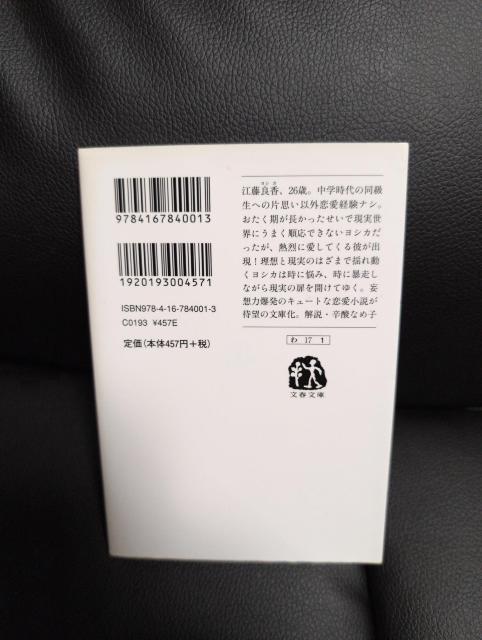 9784167840013
1920193004571
ISBN978-4-16-784001-3
C0193 ¥457E
定価(本体457円+税)
ヨシカ
江藤良香、26歳。中学時代の同級
生への片思い以外恋愛経験ナシ。
おたく期が長かったせいで現実世
界にうまく順応できないヨシカだ
ったが、熱烈に愛してくる彼が出
現!理想と現実のはざまで揺れ動
くヨシカは時に悩み、時に暴走し
ながら現実の扉を開けてゆく。妄
想力爆発のキュートな恋愛小説が
待望の文庫化。解説・辛酸なめ子
わ 17 1
文春文庫